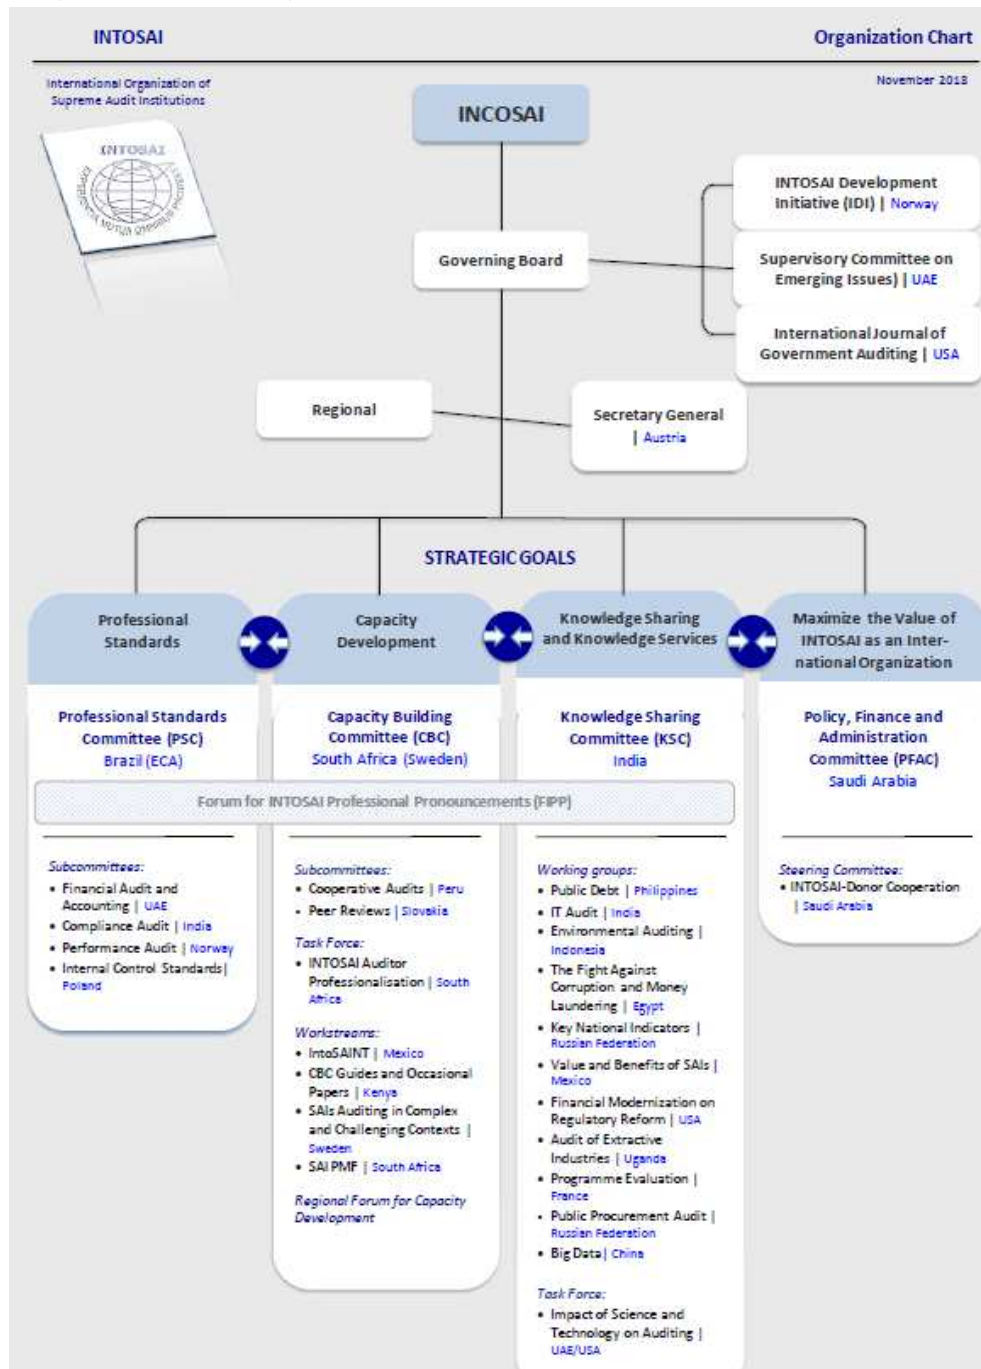 INTOSAI
Organization Chart
International Organization of
Supreme Audit Institutions
November 2018
INTOSAI
EXPERIENTIA MUTUA OMNIBUS PRODEST
INCOSAI
INTOSAI Development
Initiative (IDI) | Norway
Governing Board
Supervisory Committee on
Emerging Issues) | UAE
International Journal of
Government Auditing | USA
Regional
Secretary General
| Austria
STRATEGIC GOALS
Professional
Standards
Capacity
Development
Knowledge Sharing
and Knowledge Services
Maximize the Value of
INTOSAI as an Inter-
national Organization
Professional Standards
Committee (PSC)
Brazil (ECA)
Capacity Building
Committee (CBC)
South Africa (Sweden)
Knowledge Sharing
Committee (KSC)
India
Policy, Finance and
Administration
Committee (PFAC)
Saudi Arabia
Forum for INTOSAI Professional Pronouncements (FIPP)
Subcommittees:
• Financial Audit and
Accounting | UAE
• Compliance Audit | India
• Performance Audit | Norway
• Internal Control Standards|
Poland
Subcommittees:
• Cooperative Audits | Peru
• Peer Reviews | Slovakia
Task Force:
• INTOSAI Auditor
Professionalisation | South
Africa
Workstreams:
• IntoSAINT | Mexico
• CBC Guides and Occasional
Papers | Kenya
• SAIs Auditing in Complex
and Challenging Contexts |
Sweden
• SAI PMF | South Africa
Regional Forum for Capacity
Development
Working groups:
• Public Debt | Philippines
• IT Audit | India
• Environmental Auditing |
Indonesia
• The Fight Against
Corruption and Money
Laundering | Egypt
• Key National Indicators |
Russian Federation
• Value and Benefits of SAIs |
Mexico
• Financial Modernization on
Regulatory Reform | USA
• Audit of Extractive
Industries | Uganda
• Programme Evaluation |
France
• Public Procurement Audit |
Russian Federation
• Big Data| China
Task Force:
• Impact of Science and
Technology on Auditing |
UAE/USA
Steering Committee:
• INTOSAI-Donor Cooperation
| Saudi Arabia